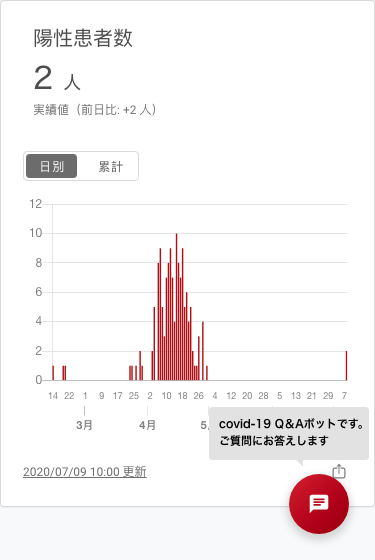 陽性患者数
2 人
実績値（前日比: +2 人）
日別 累計
12
10
8
6
4
2
0
14 22 1 9 17 25 2 10 18 26 4 12 20 28 5 13 21 29 7
3月 4月
covid-19 Q&Aボットです。
ご質問にお答えします
2020/07/09 10:00 更新